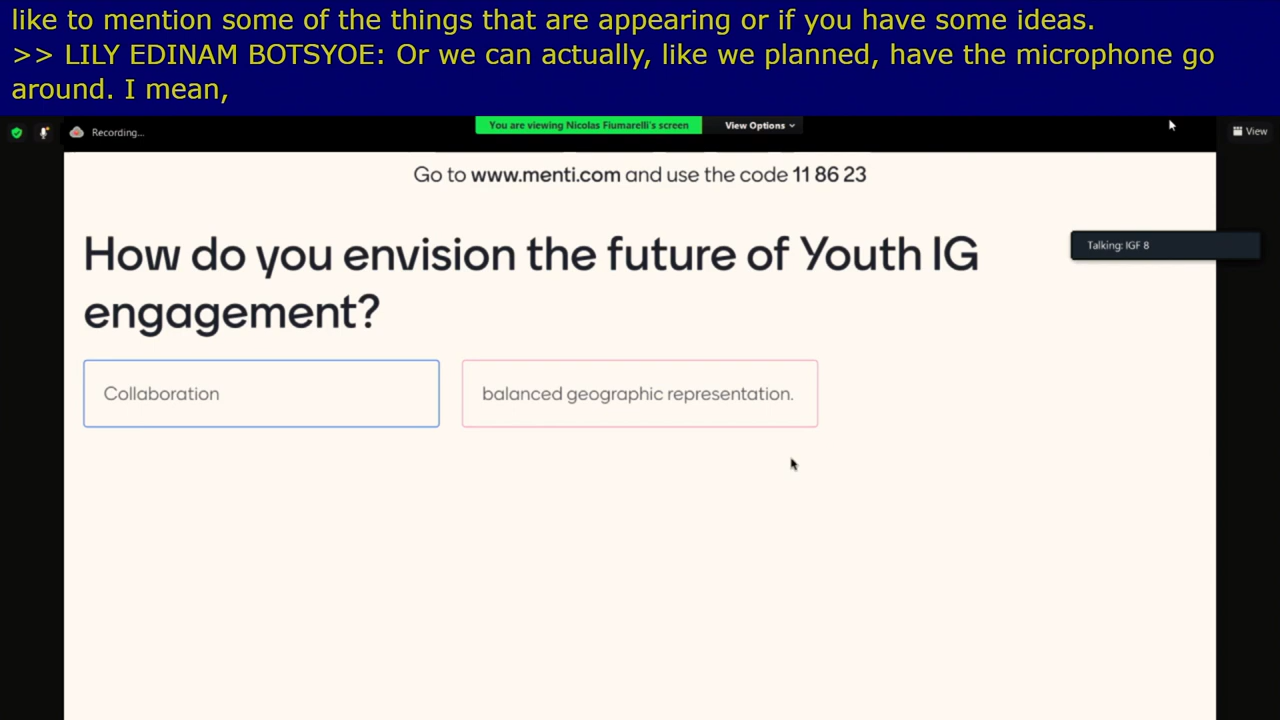 like to mention some of the things that are appearing or if you have some ideas.
>> LILY EDINAM BOTSYOE: Or we can actually, like we planned, have the microphone go
around. I mean,
Recording...
You are viewing Nicolas Fiumarelli's screen
View Options
View
Go to www.menti.com and use the code 11 86 23
Talking: IGF 8
How do you envision the future of Youth IG
engagement?
Collaboration
balanced geographic representation.